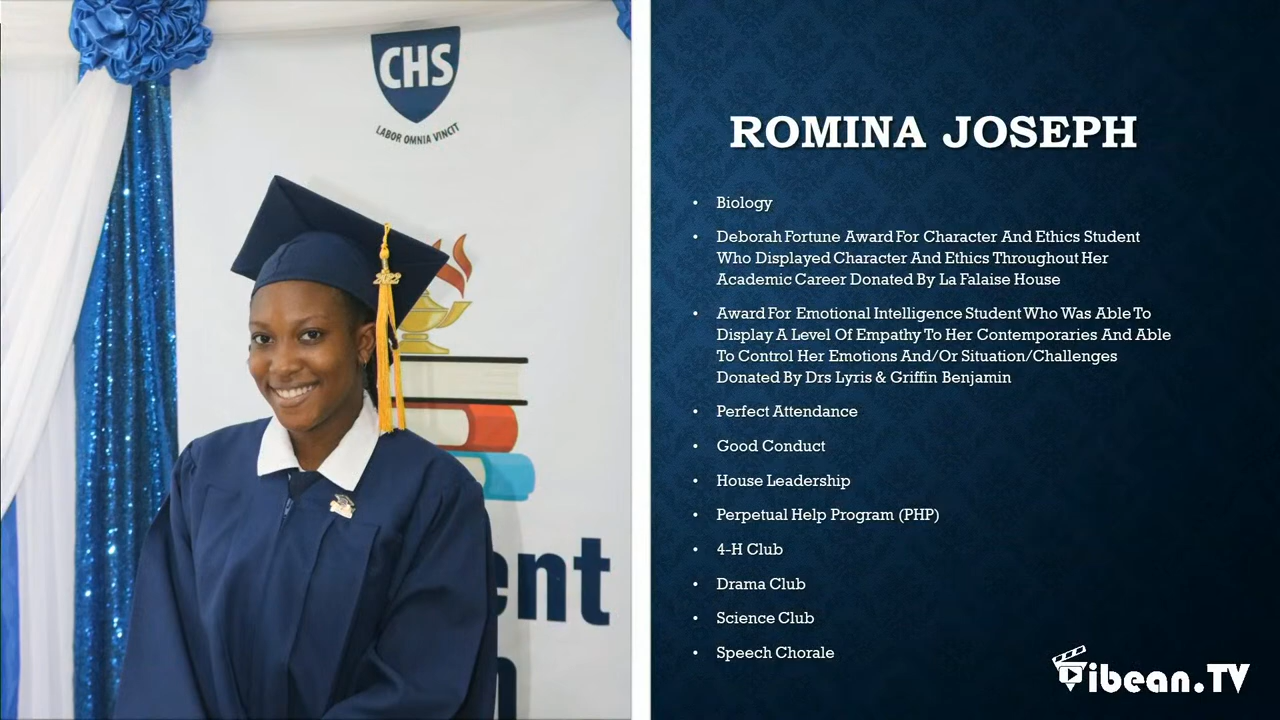 CHS
LABOR OMNIA VINCIT
2022
ent
ROMINA JOSEPH
• Biology
• Deborah Fortune Award For Character And Ethics Student
Who Displayed Character And Ethics Throughout Her
Academic Career Donated By La Falaise House
• Award For Emotional Intelligence Student Who Was Able To
Display A Level Of Empathy To Her Contemporaries And Able
To Control Her Emotions And/Or Situation/Challenges
Donated By Drs Lyris & Griffin Benjamin
• Perfect Attendance
• Good Conduct
• House Leadership
• Perpetual Help Program (PHP)
• 4-H Club
• Drama Club
• Science Club
• Speech Chorale
ibean.TV